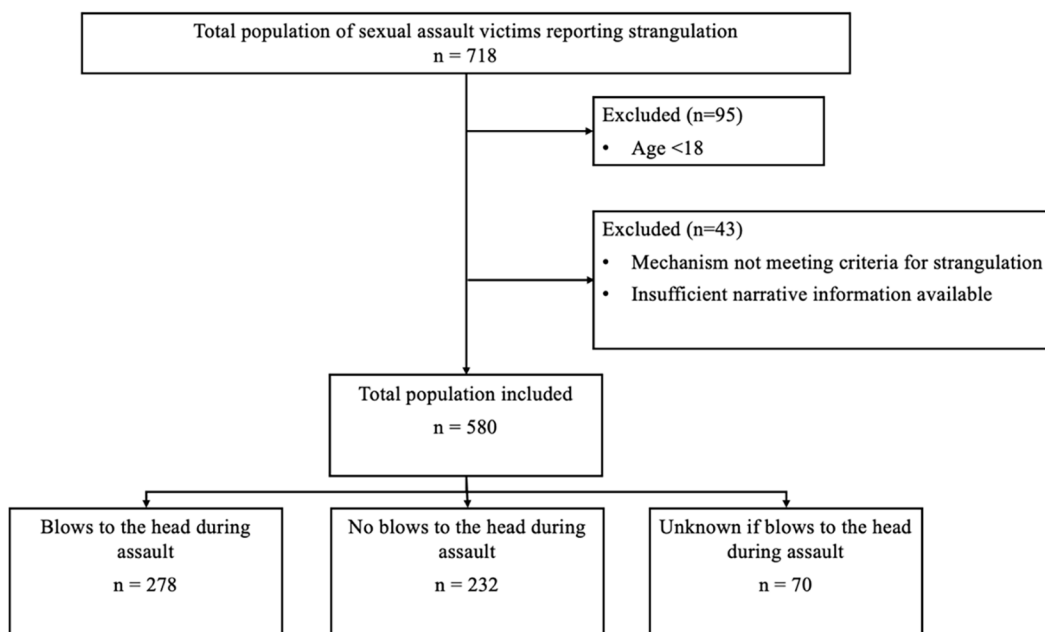 Total population of sexual assault victims reporting strangulation
n = 718
Excluded (n=95)
• Age <18
Excluded (n=43)
• Mechanism not meeting criteria for strangulation
• Insufficient narrative information available
Total population included
n = 580
Blows to the head during
assault
n = 278
No blows to the head during
assault
n = 232
Unknown if blows to the head
during assault
n = 70